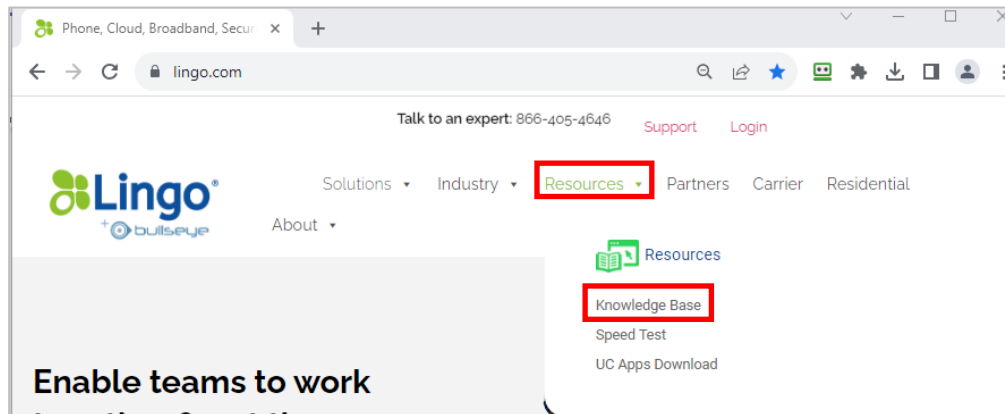 Phone, Cloud, Broadband, Secur
lingo.com
Talk to an expert: 866-405-4646 Support Login
Lingo®
+ bullseye
Solutions Industry Resources Partners Carrier Residential
About
Resources
Knowledge Base
Speed Test
UC Apps Download
Enable teams to work